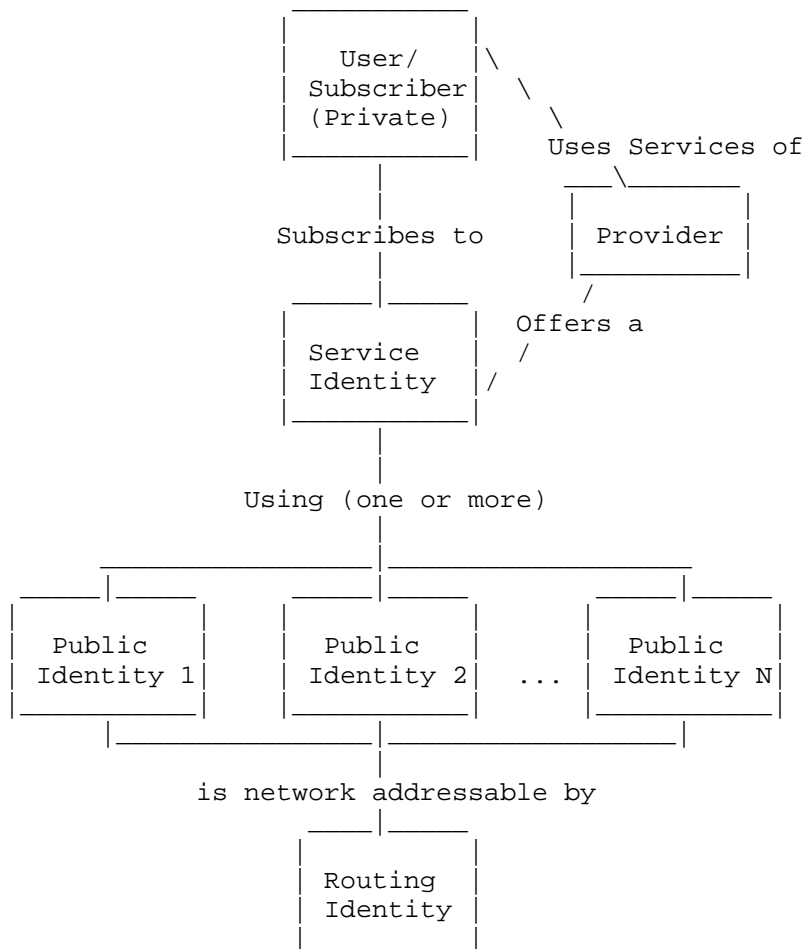 User/
Subscriber
(Private)
Uses Services of
Subscribes to
Provider
Offers a
Service
Identity
Using (one or more)
Public Public Public
Identity 1 Identity 2 ... Identity N
is network addressable by
Routing
Identity